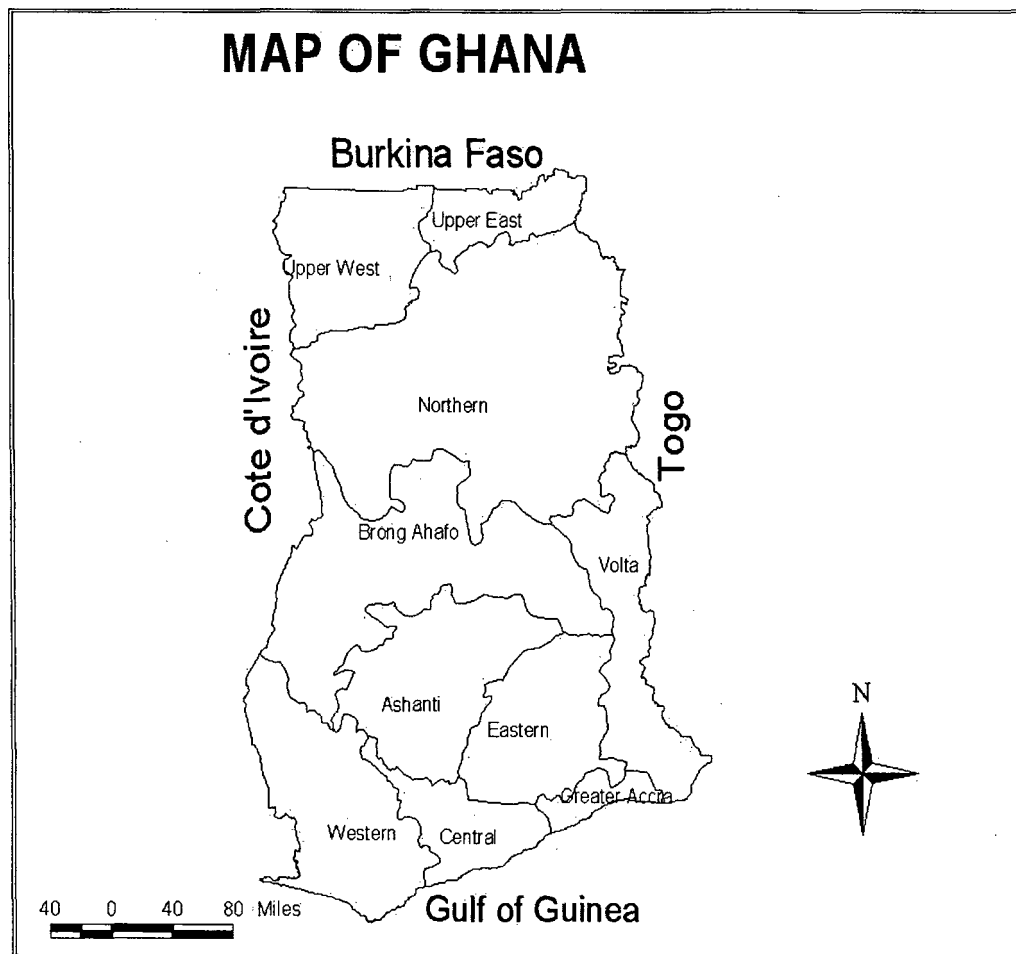 MAP OF GHANA
Burkina Faso
Upper East
Upper West
Cote d'Ivoire
Northern
Togo
Brong Ahafo
Volta
Ashanti
Eastern
N
Greater Accra
Western
Central
40 0 40 80 Miles
Gulf of Guinea